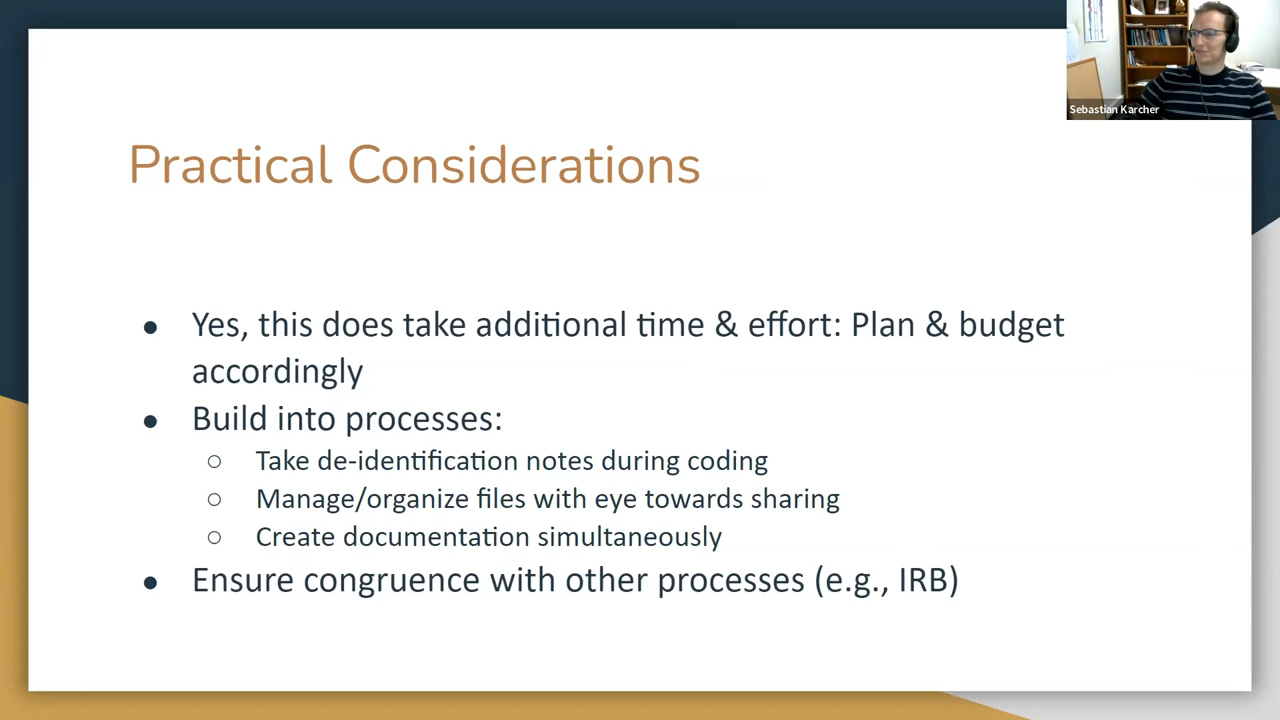 Sebastian Karcher
Practical Considerations
● Yes, this does take additional time & effort: Plan & budget
accordingly
● Build into processes:
○ Take de-identification notes during coding
○ Manage/organize files with eye towards sharing
○ Create documentation simultaneously
● Ensure congruence with other processes (e.g., IRB)